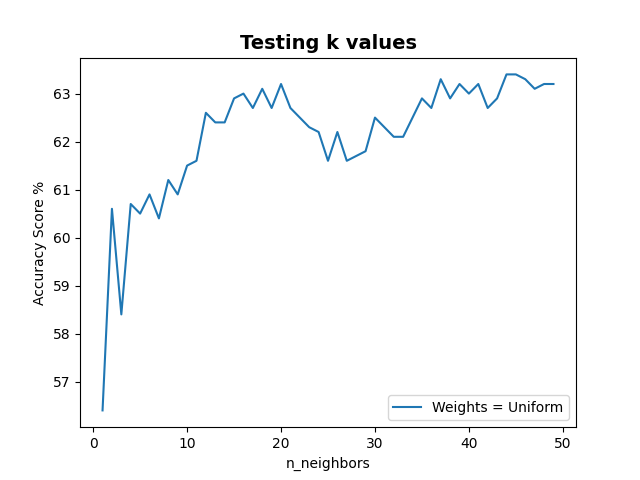 Testing k values
Accuracy Score %
63
62
61
60
59
58
57
0 10 20 30 40 50
n_neighbors
Weights = Uniform